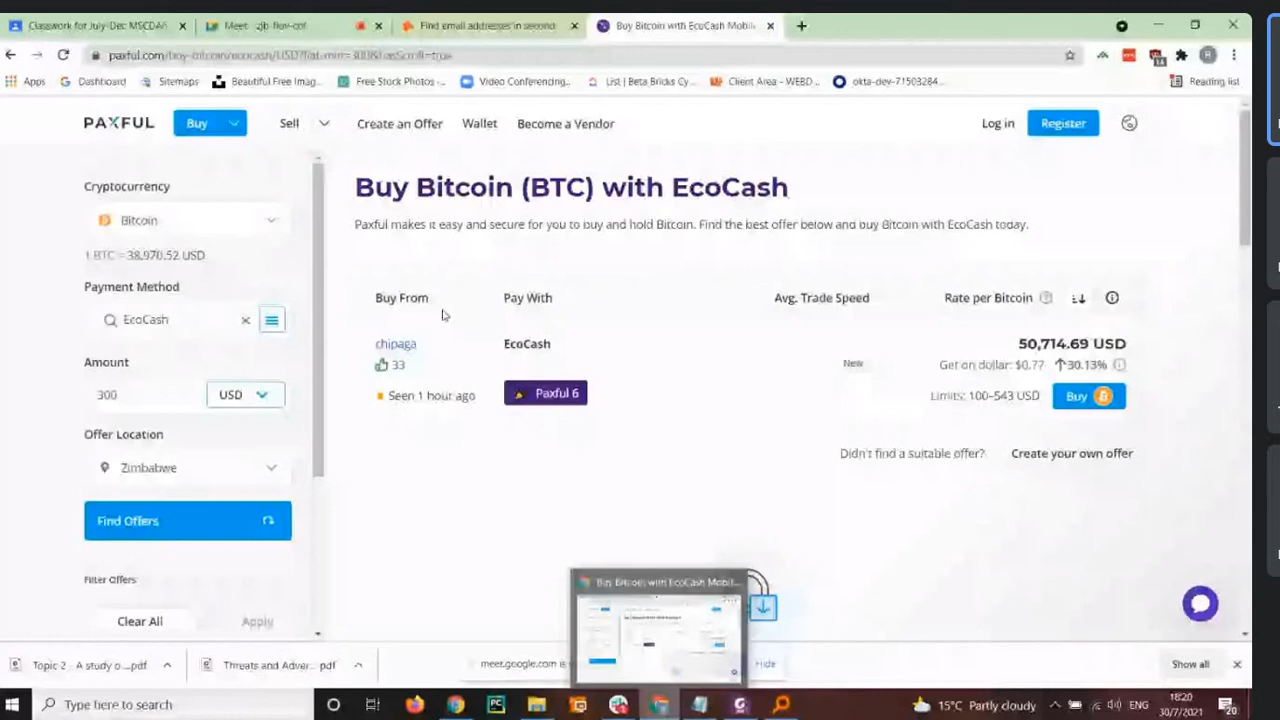 Classwork for July-Dec MSCDA/
Meet
Find email addresses in second
Buy Bitcoin with EcoCash Mobil
Apps
Dashboard
Sitemaps
Beautiful Free Imag...
Free Stock Photos -...
Video Conferencing,...
List | Beta Bricks Cy...
Client Area - WEBD...
okta-dev-71503284...
Reading list
PAXFUL
Buy
Sell
Create an Offer
Wallet
Become a Vendor
Log in
Register
Cryptocurrency
Bitcoin
1 BTC = 38,970.52 USD
Payment Method
EcoCash
Amount
300
USD
Offer Location
Zimbabwe
Find Offers
Filter Offers
Clear All
Apply
Buy Bitcoin (BTC) with EcoCash
Paxful makes it easy and secure for you to buy and hold Bitcoin. Find the best offer below and buy Bitcoin with EcoCash today.
Buy From
Pay With
Avg. Trade Speed
Rate per Bitcoin
chipaga
EcoCash
50,714.69 USD
33
New
Get on dollar: $0.77
30.13%
Seen 1 hour ago
Paxful 6
Limits: 100–543 USD
Buy
Didn't find a suitable offer?
Create your own offer
Buy Bitcoin with EcoCash Mobil...
Topic 2 - A study o....pdf
Threats and Adver....pdf
meet.google.com is
Hide
Show all
Type here to search
15°C Partly cloudy
ENG
18:20
30/7/2021
20